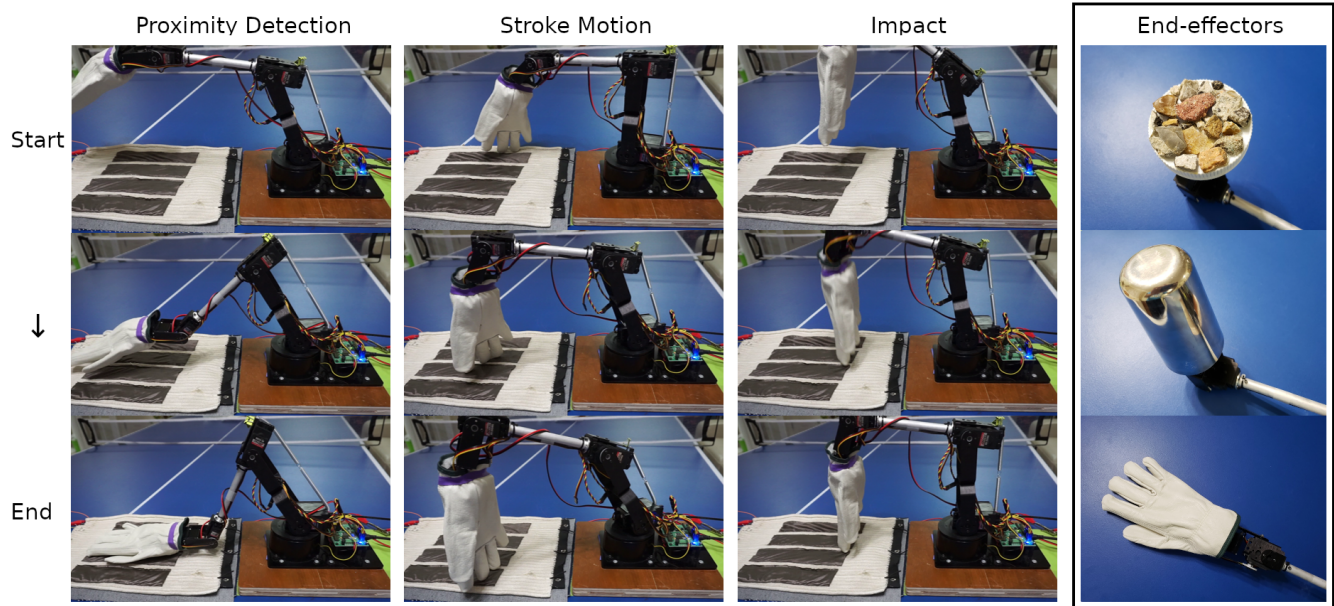 Proximity Detection
Stroke Motion
Impact
End-effectors
Start
↓
End